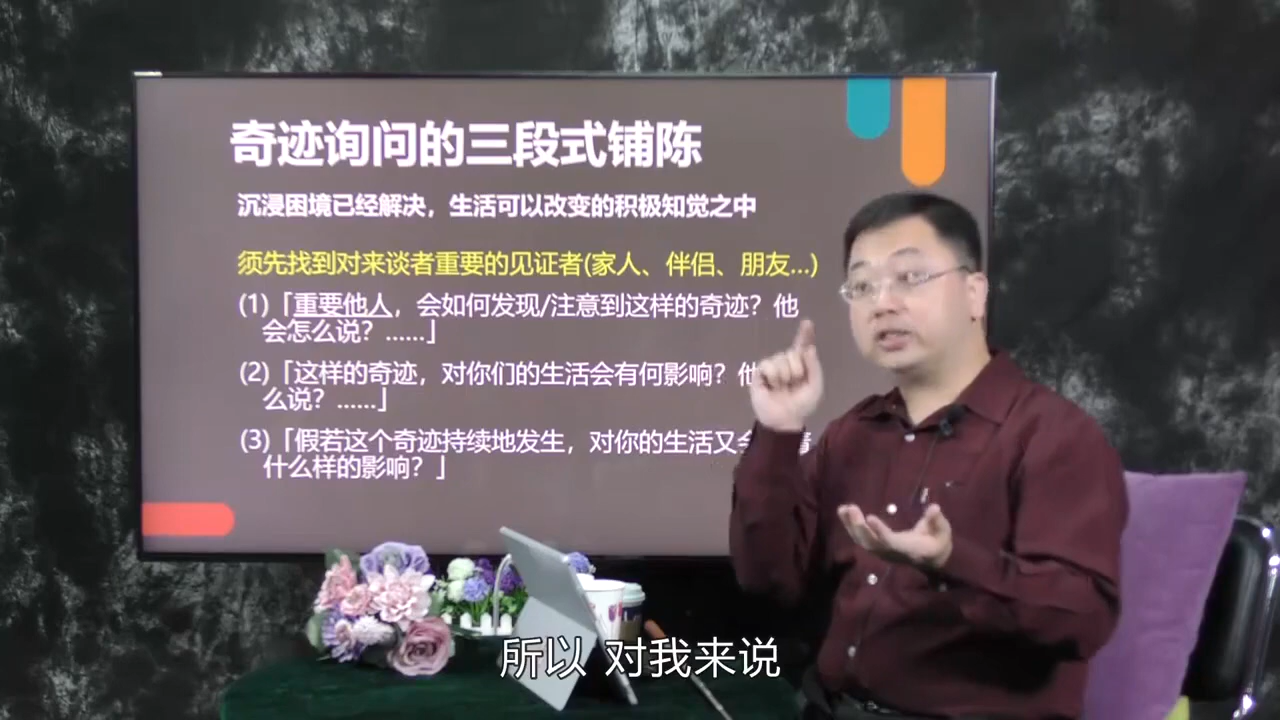 奇迹询问的三段式铺陈
沉浸困境已经解决，生活可以改变的积极知觉之中
须先找到对来谈者重要的见证者(家人、伴侣、朋友...)
(1)「重要他人，会如何发现/注意到这样的奇迹？他
会怎么说？......」
(2)「这样的奇迹，对你们的生活会有何影响？他
么说？......」
(3)「假若这个奇迹持续地发生，对你的生活又会
什么样的影响？」
所以 对我来说